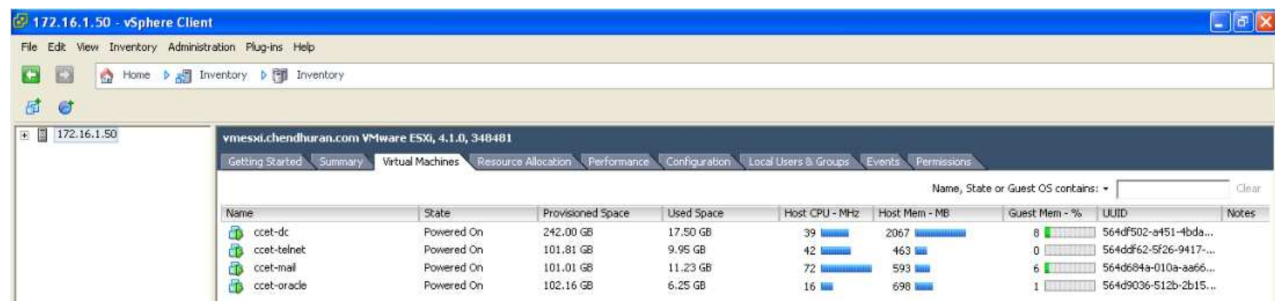 172.16.1.50 - vSphere Client
File Edit View Inventory Administration Plug-ins Help
Home Inventory Inventory
172.16.1.50
vmesxi.chendhuran.com VMware ESXi, 4.1.0, 348481
Getting Started Summary Virtual Machines Resource Allocation Performance Configuration Local Users & Groups Events Permissions
Name, State or Guest OS contains: Clear
Name State Provisioned Space Used Space Host CPU - MHz Host Mem - MB Guest Mem - % UUID Notes
ccet-dc Powered On 242.00 GB 17.50 GB 39 2067 8 564df502-a451-4bda...
ccet-telnet Powered On 101.81 GB 9.95 GB 42 463 0 564ddf62-5f26-9417-...
ccet-mail Powered On 101.01 GB 11.23 GB 72 593 6 564d684a-010a-aa66...
ccet-oracle Powered On 102.16 GB 6.25 GB 16 698 1 564d9036-512b-2b15...